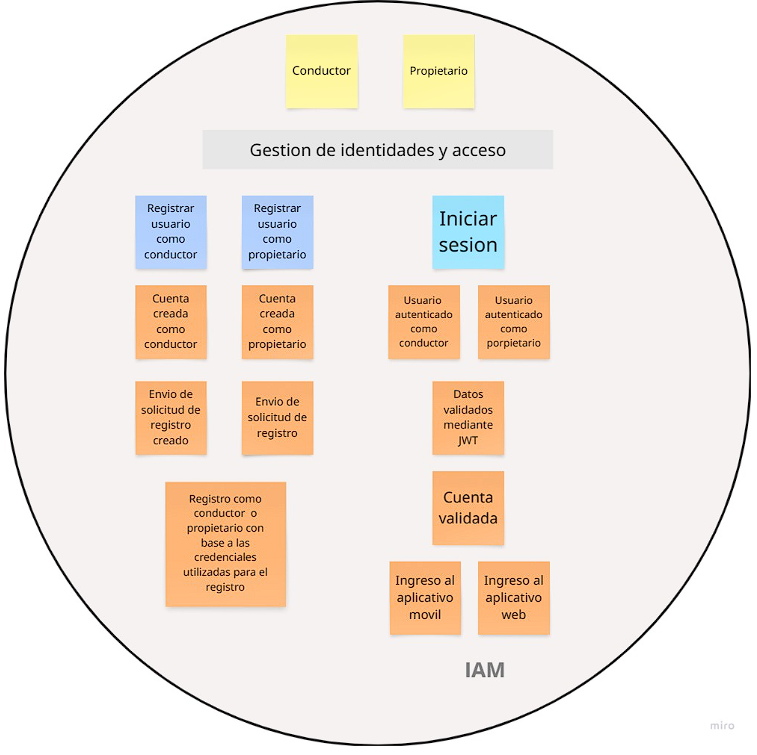 Conductor
Propietario
Gestion de identidades y acceso
Registrar
usuario
como
conductor
Registrar
usuario
como
propietario
Iniciar
sesion
Cuenta
creada
como
conductor
Cuenta
creada
como
propietario
Usuario
autenticado
como
conductor
Usuario
autenticado
como
porpietario
Envio de
solicitud de
registro
creado
Envio de
solicitud de
registro
Datos
validados
mediante
JWT
Registro como
conductor o
propietario con
base a las
credenciales
utilizadas para el
registro
Cuenta
validada
Ingreso al
aplicativo
movil
Ingreso al
aplicativo
web
IAM
miro